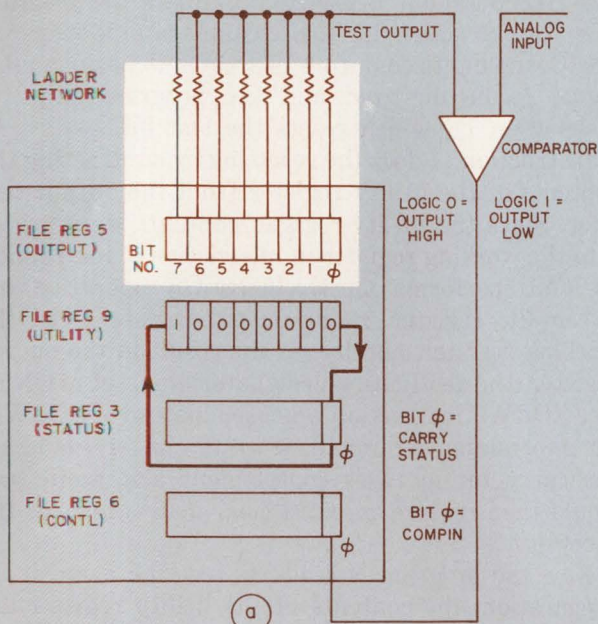 TEST OUTPUT
ANALOG
INPUT
LADDER
NETWORK
COMPARATOR
LOGIC 0 =
OUTPUT
HIGH
LOGIC 1 =
OUTPUT
LOW
FILE REG 5
(OUTPUT)
BIT
NO.
7 6 5 4 3 2 1 ϕ
FILE REG 9
(UTILITY)
1 0 0 0 0 0 0 0
FILE REG 3
(STATUS)
ϕ
BIT ϕ =
CARRY
STATUS
FILE REG 6
(CONTL)
ϕ
BIT ϕ =
COMPIN
a